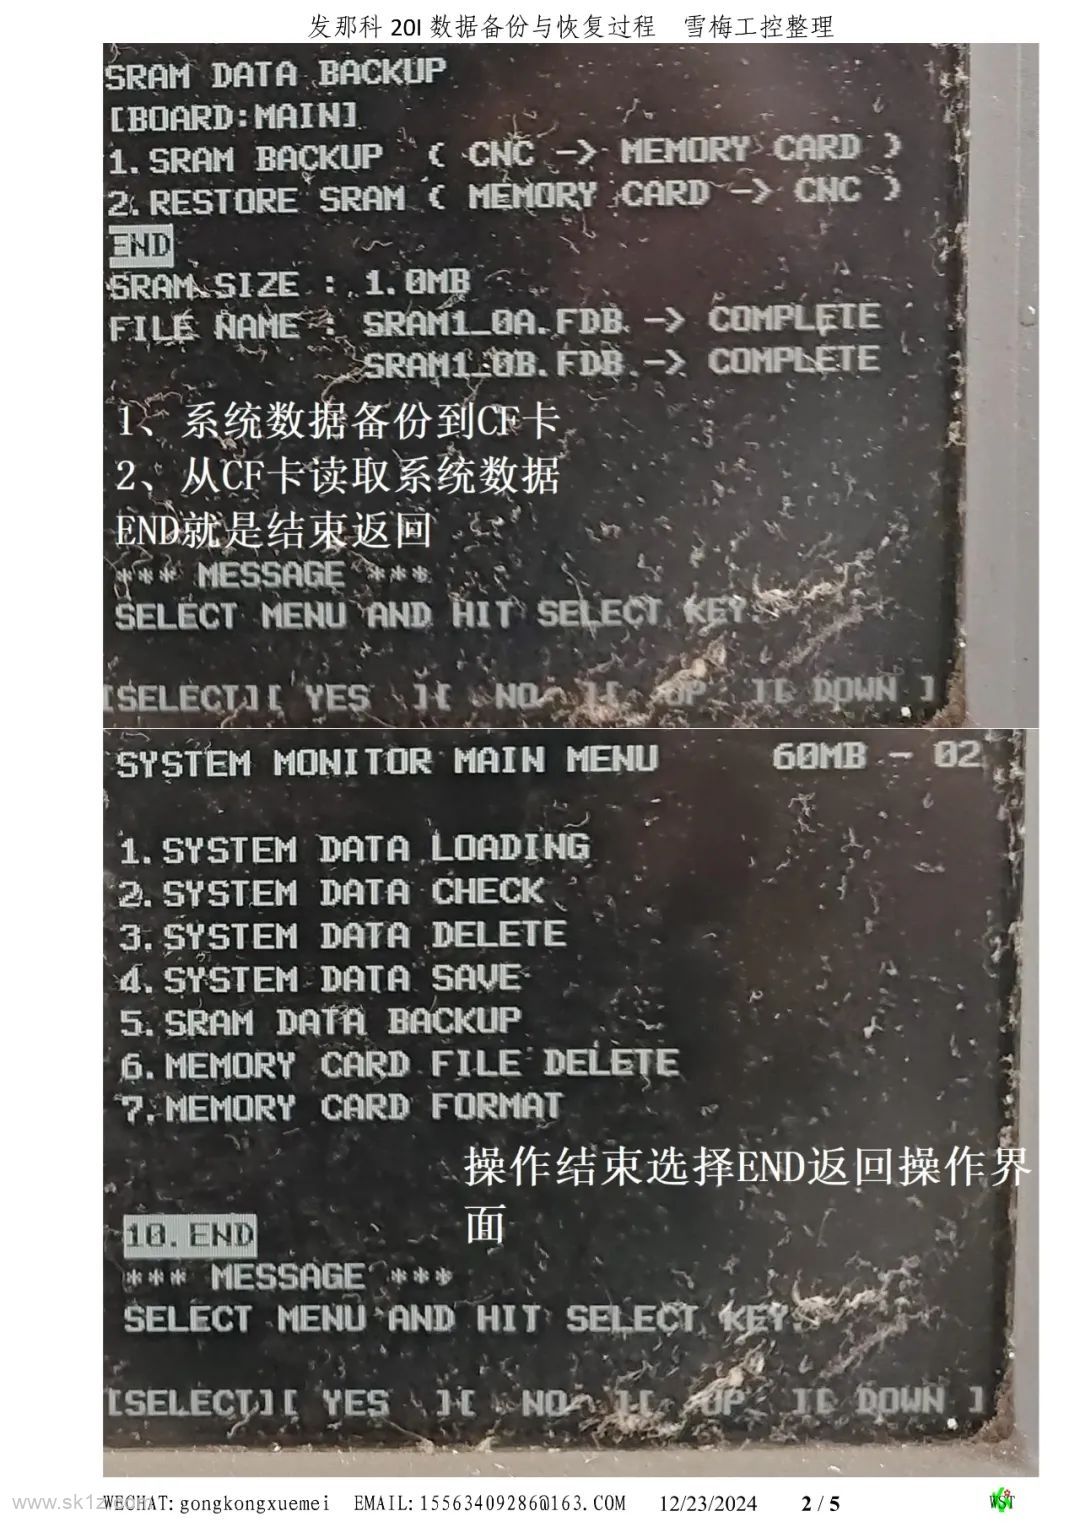 发那科 20I 数据备份与恢复过程 雪梅工控整理
SRAM DATA BACKUP
[BOARD:MAIN]
1.SRAM BACKUP ( CNC -> MEMORY CARD )
2.RESTORE SRAM ( MEMORY CARD -> CNC )
END
SRAM SIZE : 1.0MB
FILE NAME : SRAM1_0A.FDB -> COMPLETE
SRAM1_0B.FDB -> COMPLETE
1、系统数据备份到CF卡
2、从CF卡读取系统数据
END就是结束返回
*** MESSAGE ***
SELECT MENU AND HIT SELECT KEY.
[SELECT][ YES ][ NO ][ UP ][ DOWN ]
SYSTEM MONITOR MAIN MENU 60MB - 02
1.SYSTEM DATA LOADING
2.SYSTEM DATA CHECK
3.SYSTEM DATA DELETE
4.SYSTEM DATA SAVE
5.SRAM DATA BACKUP
6.MEMORY CARD FILE DELETE
7.MEMORY CARD FORMAT
操作结束选择END返回操作界
面
10.END
*** MESSAGE ***
SELECT MENU AND HIT SELECT KEY.
[SELECT][ YES ][ NO ][ UP ][ DOWN ]
WECHAT:gongkongxuemei EMAIL:15563409286@163.COM 12/23/2024 2 / 5
WST